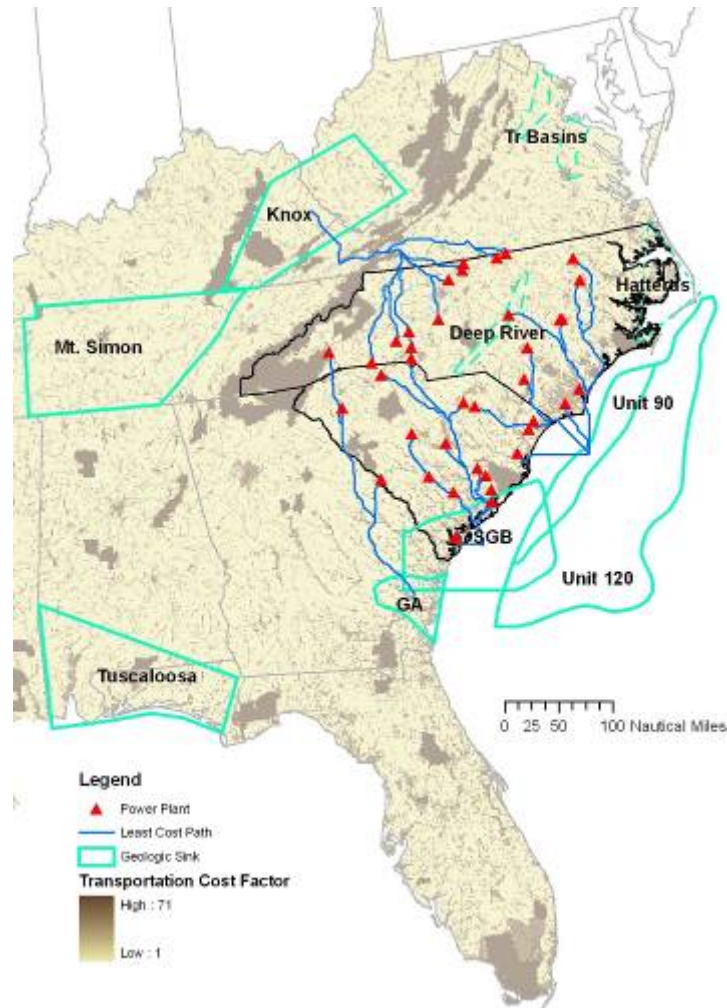 Tr Basins
Knox
Hatteras
Deep River
Mt. Simon
Unit 90
SGB
Unit 120
GA
Tuscaloosa
0 25 50 100 Nautical Miles
Legend
Power Plant
Least Cost Path
Geologic Sink
Transportation Cost Factor
High : 71
Low : 1